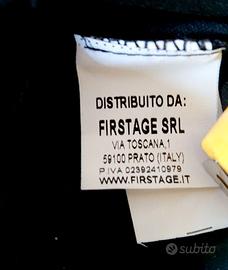 DISTRIBUITO DA:
FIRSTAGE SRL
VIA TOSCANA,1
59100 PRATO (ITALY)
P.IVA 02392410979
WWW.FIRSTAGE.IT
subito